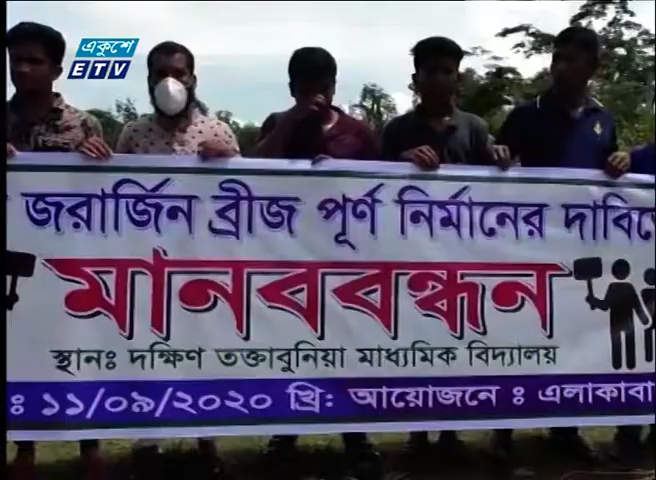 একুশে
ETV
জরাজির্ন ব্রীজ পূর্ণ নির্মানের দাবিতে
মানববন্ধন
স্থানঃ দক্ষিণ তক্তাবুনিয়া মাধ্যমিক বিদ্যালয়
ঃ ১১/০৯/২০২০ খ্রি: আয়োজনে ঃ এলাকাবা